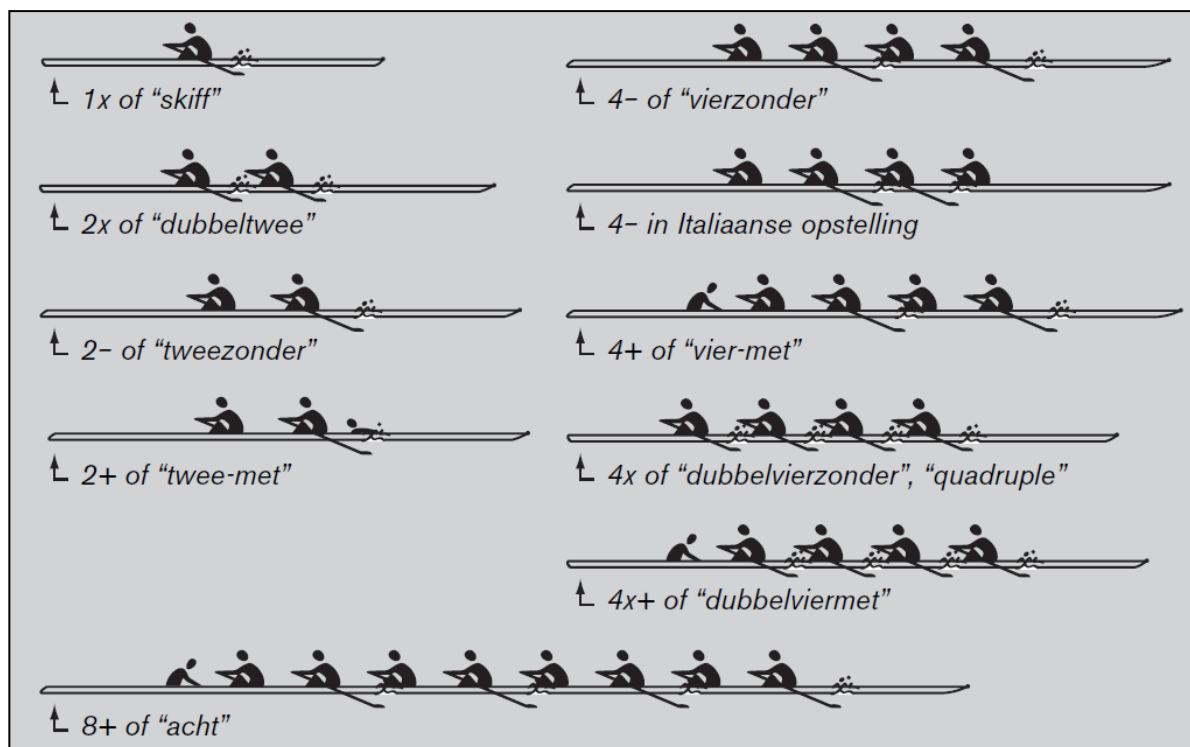 1x of “skiff”
2x of “dubbeltwee”
2– of “tweezonder”
2+ of “twee-met”
4– of “vierzonder”
4– in Italiaanse opstelling
4+ of “vier-met”
4x of “dubbelvierzonder”, “quadruple”
4x+ of “dubbelviermet”
8+ of “acht”